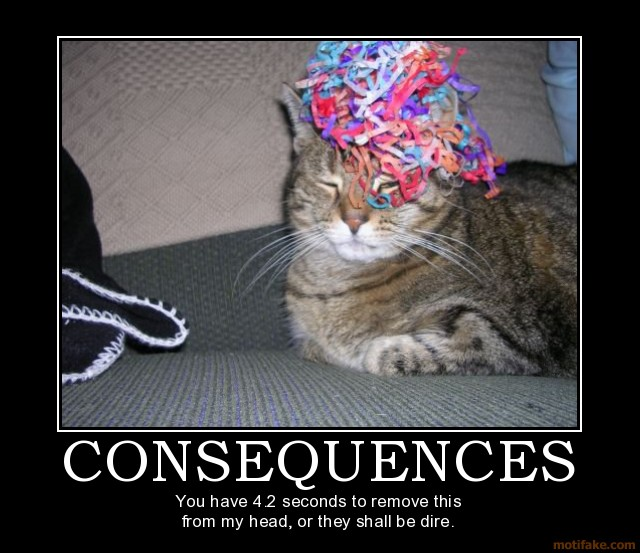 CONSEQUENCES
You have 4.2 seconds to remove this
from my head, or they shall be dire.
motifake.com